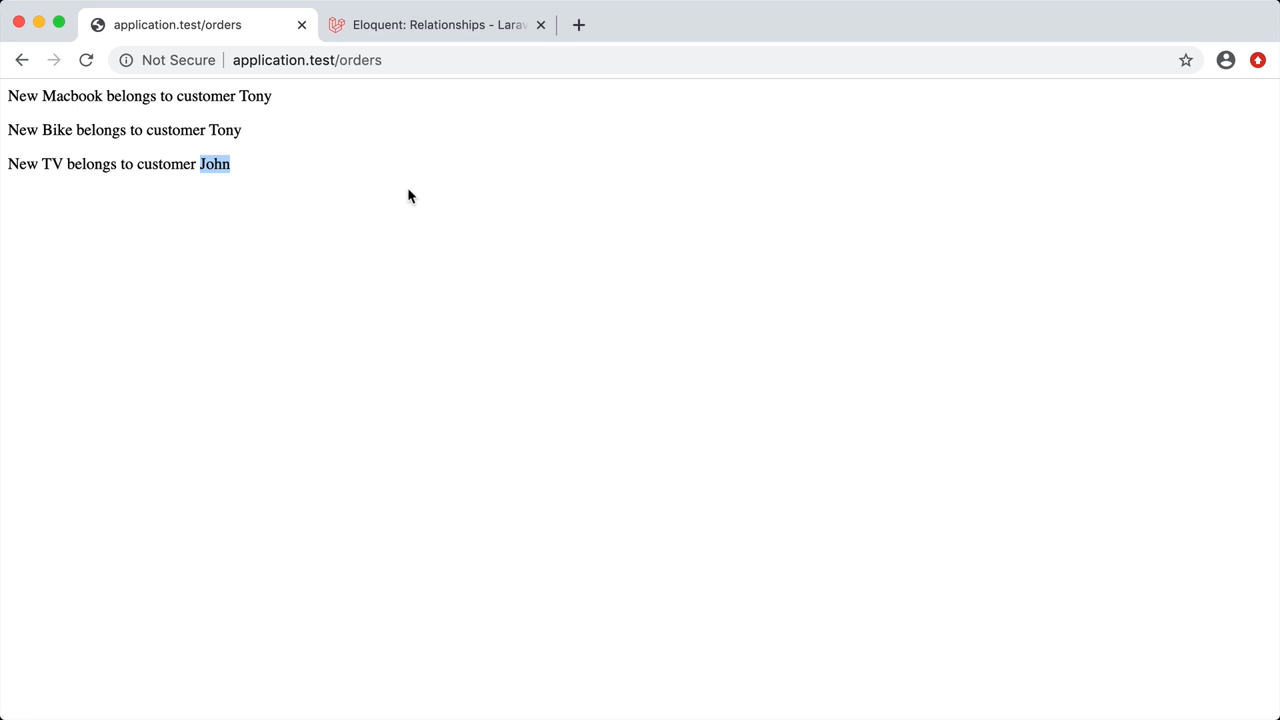 application.test/orders
Eloquent: Relationships - Larav
Not Secure
application.test/orders
New Macbook belongs to customer Tony
New Bike belongs to customer Tony
New TV belongs to customer John